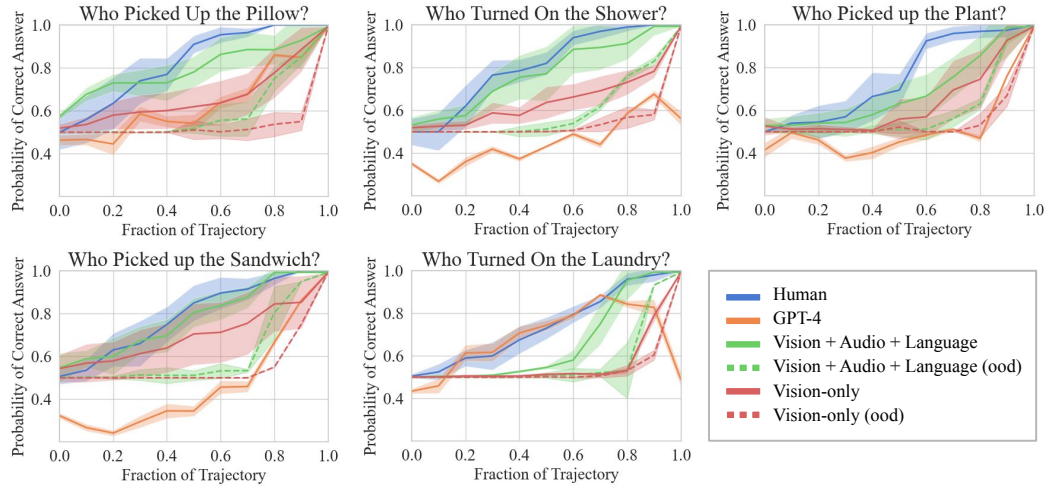 Who Picked Up the Pillow?
1.0
0.8
0.6
0.4
Probability of Correct Answer
0.0 0.2 0.4 0.6 0.8 1.0
Fraction of Trajectory
Who Turned On the Shower?
1.0
0.8
0.6
0.4
Probability of Correct Answer
0.0 0.2 0.4 0.6 0.8 1.0
Fraction of Trajectory
Who Picked up the Plant?
1.0
0.8
0.6
0.4
Probability of Correct Answer
0.0 0.2 0.4 0.6 0.8 1.0
Fraction of Trajectory
Who Picked up the Sandwich?
1.0
0.8
0.6
0.4
Probability of Correct Answer
0.0 0.2 0.4 0.6 0.8 1.0
Fraction of Trajectory
Who Turned On the Laundry?
1.0
0.8
0.6
0.4
Probability of Correct Answer
0.0 0.2 0.4 0.6 0.8 1.0
Fraction of Trajectory
Human
GPT-4
Vision + Audio + Language
Vision + Audio + Language (ood)
Vision-only
Vision-only (ood)